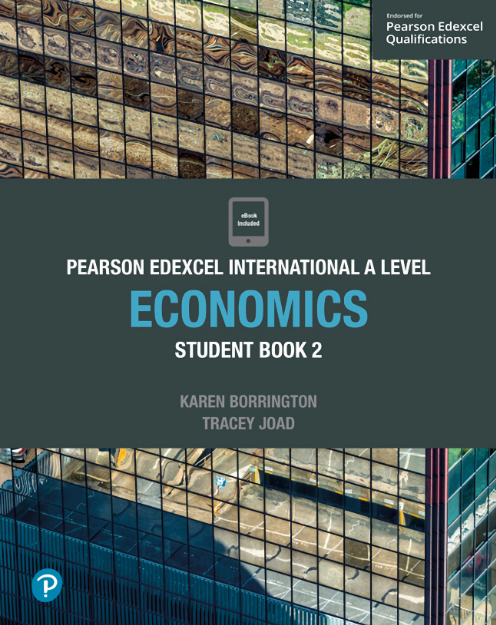 Endorsed for
Pearson Edexcel
Qualifications
eBook
Included
PEARSON EDEXCEL INTERNATIONAL A LEVEL
ECONOMICS
STUDENT BOOK 2
KAREN BORRINGTON
TRACEY JOAD
P